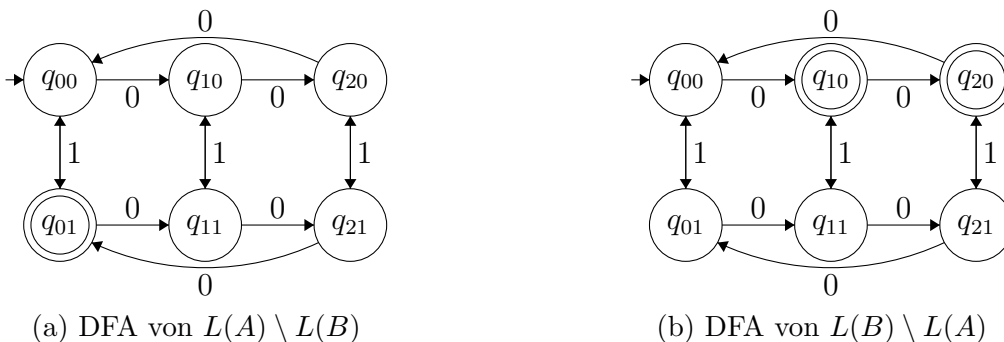 0 0
q₀₀ q₁₀ q₂₀ q₀₀ q₁₀ q₂₀
0 0 0 0
1 1 1 1 1 1
0 0 0 0
q₀₁ q₁₁ q₂₁ q₀₁ q₁₁ q₂₁
0 0
(a) DFA von L(A) \ L(B) (b) DFA von L(B) \ L(A)